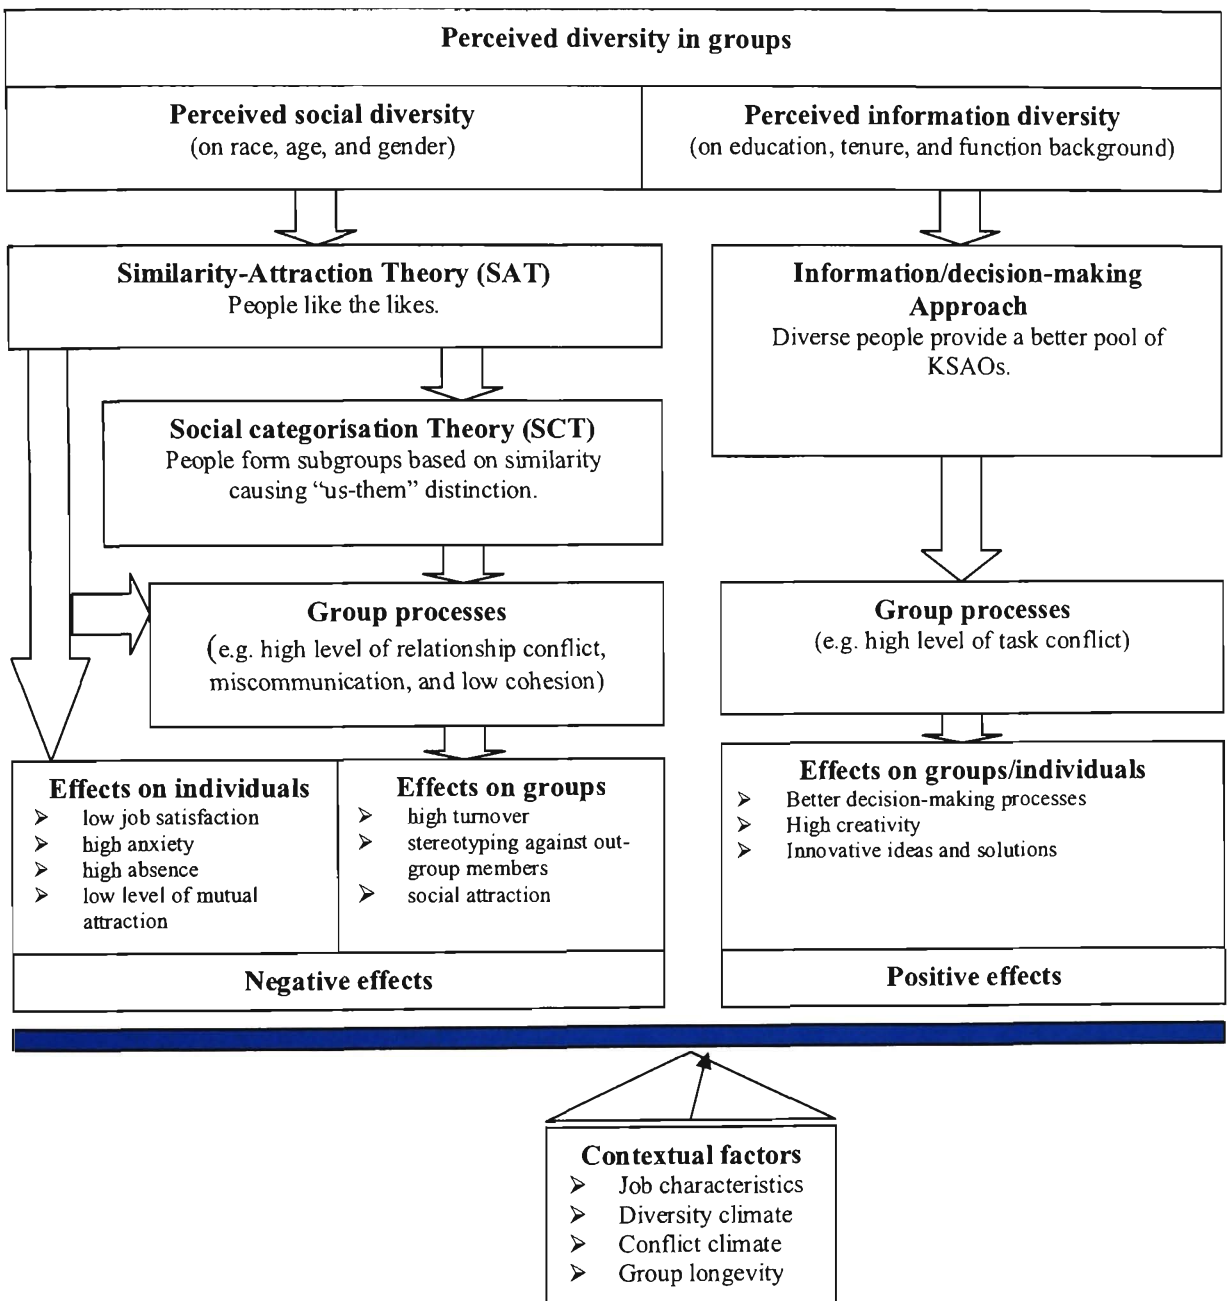 Perceived diversity in groups
Perceived social diversity
(on race, age, and gender)
Perceived information diversity
(on education, tenure, and function background)
Similarity-Attraction Theory (SAT)
People like the likes.
Information/decision-making
Approach
Diverse people provide a better pool of
KSAOs.
Social categorisation Theory (SCT)
People form subgroups based on similarity
causing “us-them” distinction.
Group processes
(e.g. high level of relationship conflict,
miscommunication, and low cohesion)
Group processes
(e.g. high level of task conflict)
Effects on individuals
➢ low job satisfaction
➢ high anxiety
➢ high absence
➢ low level of mutual
attraction
Effects on groups
➢ high turnover
➢ stereotyping against out-
group members
➢ social attraction
Negative effects
Effects on groups/individuals
➢ Better decision-making processes
➢ High creativity
➢ Innovative ideas and solutions
Positive effects
Contextual factors
➢ Job characteristics
➢ Diversity climate
➢ Conflict climate
➢ Group longevity